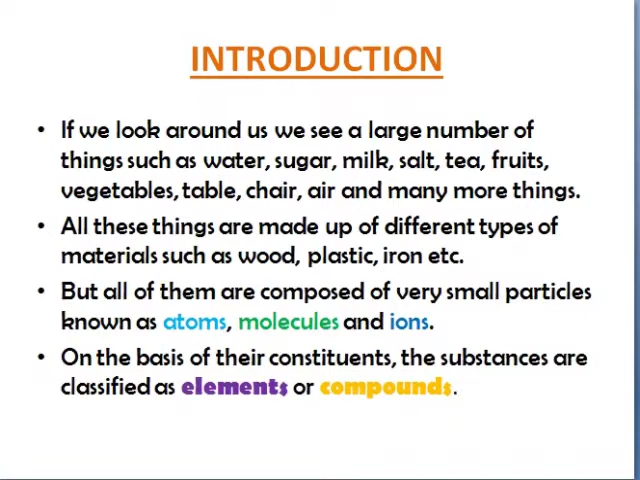 INTRODUCTION
• If we look around us we see a large number of
things such as water, sugar, milk, salt, tea, fruits,
vegetables, table, chair, air and many more things.
• All these things are made up of different types of
materials such as wood, plastic, iron etc.
• But all of them are composed of very small particles
known as atoms, molecules and ions.
• On the basis of their constituents, the substances are
classified as elements or compounds.